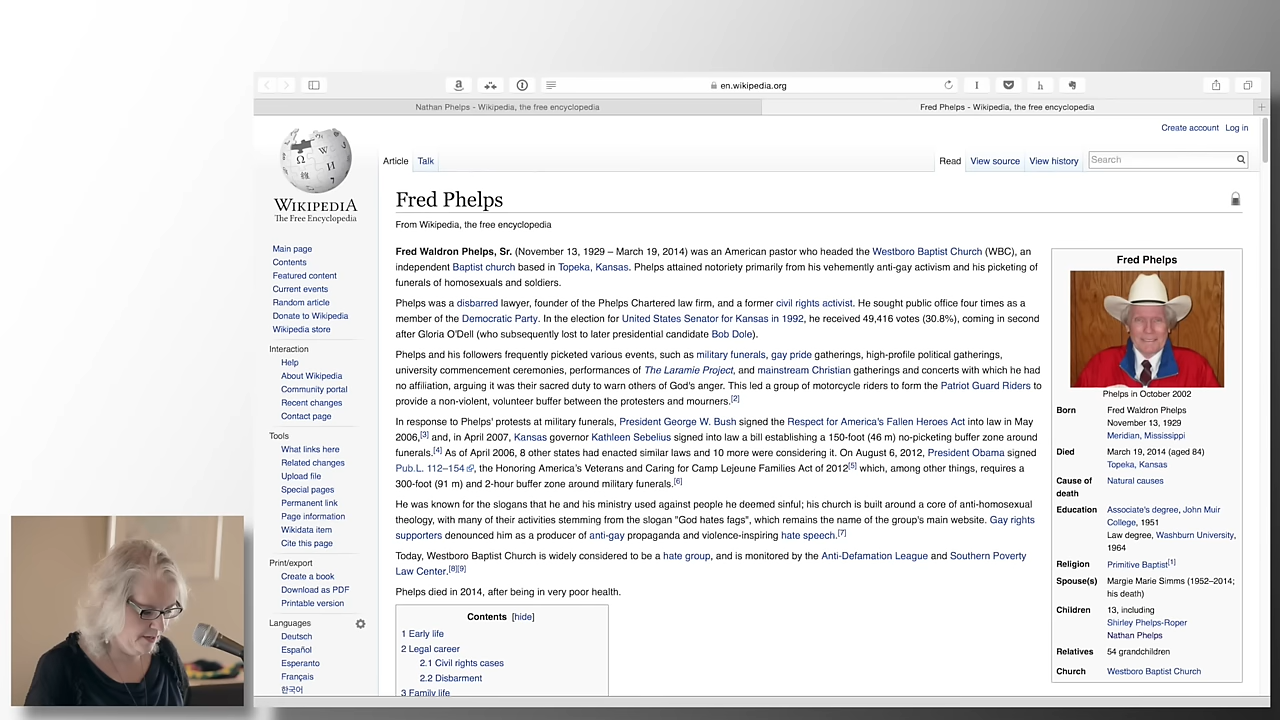 en.wikipedia.org
Nathan Phelps - Wikipedia, the free encyclopedia
Fred Phelps - Wikipedia, the free encyclopedia
Create account Log in
WIKIPEDIA
The Free Encyclopedia
Article Talk
Read View source View history Search
Main page
Contents
Featured content
Current events
Random article
Donate to Wikipedia
Wikipedia store
Interaction
Help
About Wikipedia
Community portal
Recent changes
Contact page
Tools
What links here
Related changes
Upload file
Special pages
Permanent link
Page information
Wikidata item
Cite this page
Print/export
Create a book
Download as PDF
Printable version
Languages
Deutsch
Español
Esperanto
Français
한국어
Fred Phelps
From Wikipedia, the free encyclopedia
Fred Waldron Phelps, Sr. (November 13, 1929 – March 19, 2014) was an American pastor who headed the Westboro Baptist Church (WBC), an
independent Baptist church based in Topeka, Kansas. Phelps attained notoriety primarily from his vehemently anti-gay activism and his picketing of
funerals of homosexuals and soldiers.
Phelps was a disbarred lawyer, founder of the Phelps Chartered law firm, and a former civil rights activist. He sought public office four times as a
member of the Democratic Party. In the election for United States Senator for Kansas in 1992, he received 49,416 votes (30.8%), coming in second
after Gloria O'Dell (who subsequently lost to later presidential candidate Bob Dole).
Phelps and his followers frequently picketed various events, such as military funerals, gay pride gatherings, high-profile political gatherings,
university commencement ceremonies, performances of The Laramie Project, and mainstream Christian gatherings and concerts with which he had
no affiliation, arguing it was their sacred duty to warn others of God's anger. This led a group of motorcycle riders to form the Patriot Guard Riders to
provide a non-violent, volunteer buffer between the protesters and mourners.[2]
In response to Phelps' protests at military funerals, President George W. Bush signed the Respect for America's Fallen Heroes Act into law in May
2006,[3] and, in April 2007, Kansas governor Kathleen Sebelius signed into law a bill establishing a 150-foot (46 m) no-picketing buffer zone around
funerals.[4] As of April 2006, 8 other states had enacted similar laws and 10 more were considering it. On August 6, 2012, President Obama signed
Pub.L. 112–154, the Honoring America's Veterans and Caring for Camp Lejeune Families Act of 2012[5] which, among other things, requires a
300-foot (91 m) and 2-hour buffer zone around military funerals.[6]
He was known for the slogans that he and his ministry used against people he deemed sinful; his church is built around a core of anti-homosexual
theology, with many of their activities stemming from the slogan "God hates fags", which remains the name of the group's main website. Gay rights
supporters denounced him as a producer of anti-gay propaganda and violence-inspiring hate speech.[7]
Today, Westboro Baptist Church is widely considered to be a hate group, and is monitored by the Anti-Defamation League and Southern Poverty
Law Center.[8][9]
Phelps died in 2014, after being in very poor health.
Contents [hide]
1 Early life
2 Legal career
2.1 Civil rights cases
2.2 Disbarment
3 Family life
Fred Phelps
Phelps in October 2002
Born Fred Waldron Phelps
November 13, 1929
Meridian, Mississippi
Died March 19, 2014 (aged 84)
Topeka, Kansas
Cause of Natural causes
death
Education Associate's degree, John Muir
College, 1951
Law degree, Washburn University,
1964
Religion Primitive Baptist[1]
Spouse(s) Margie Marie Simms (1952–2014;
his death)
Children 13, including
Shirley Phelps-Roper
Nathan Phelps
Relatives 54 grandchildren
Church Westboro Baptist Church